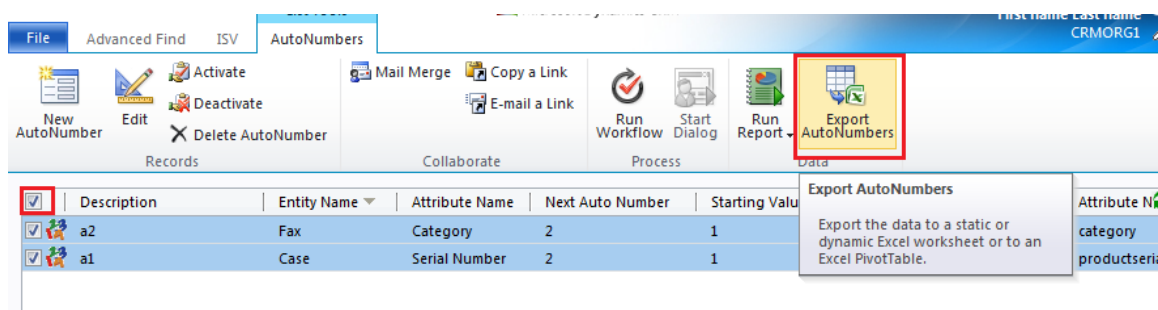 First name Last name
File Advanced Find ISV AutoNumbers CRMORG1
Activate Mail Merge Copy a Link
Deactivate E-mail a Link
New AutoNumber Edit Delete AutoNumber Run Workflow Start Dialog Run Report Export AutoNumbers
Records Collaborate Process Data
Description Entity Name Attribute Name Next Auto Number Starting Valu Attribute N
a2 Fax Category 2 1 category
a1 Case Serial Number 2 1 productseria
Export AutoNumbers
Export the data to a static or
dynamic Excel worksheet or to an
Excel PivotTable.